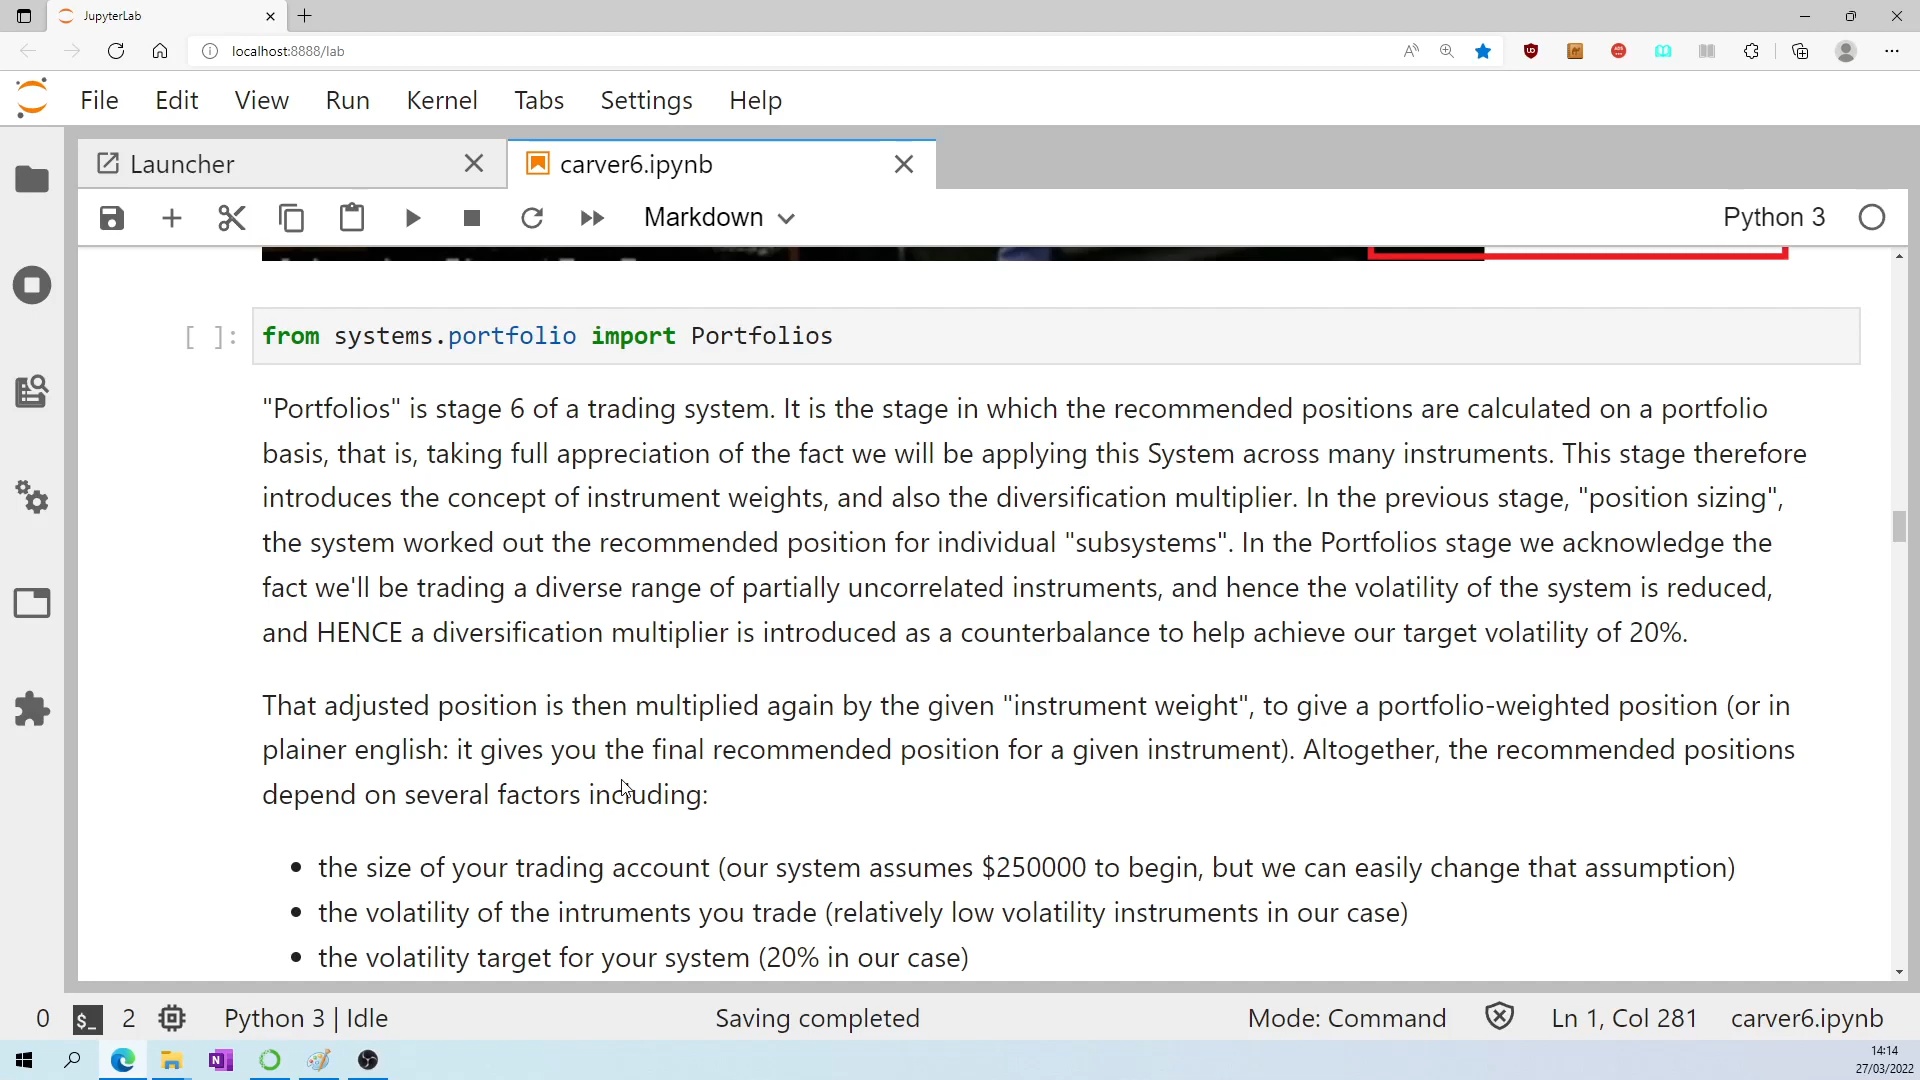 JupyterLab
localhost:8888/lab
File Edit View Run Kernel Tabs Settings Help
Launcher
carver6.ipynb
Markdown
Python 3
[ ]: from systems.portfolio import Portfolios
"Portfolios" is stage 6 of a trading system. It is the stage in which the recommended positions are calculated on a portfolio
basis, that is, taking full appreciation of the fact we will be applying this System across many instruments. This stage therefore
introduces the concept of instrument weights, and also the diversification multiplier. In the previous stage, "position sizing",
the system worked out the recommended position for individual "subsystems". In the Portfolios stage we acknowledge the
fact we'll be trading a diverse range of partially uncorrelated instruments, and hence the volatility of the system is reduced,
and HENCE a diversification multiplier is introduced as a counterbalance to help achieve our target volatility of 20%.
That adjusted position is then multiplied again by the given "instrument weight", to give a portfolio-weighted position (or in
plainer english: it gives you the final recommended position for a given instrument). Altogether, the recommended positions
depend on several factors including:
• the size of your trading account (our system assumes $250000 to begin, but we can easily change that assumption)
• the volatility of the intruments you trade (relatively low volatility instruments in our case)
• the volatility target for your system (20% in our case)
0 $_ 2 Python 3 | Idle Saving completed Mode: Command Ln 1, Col 281 carver6.ipynb
14:14
27/03/2022